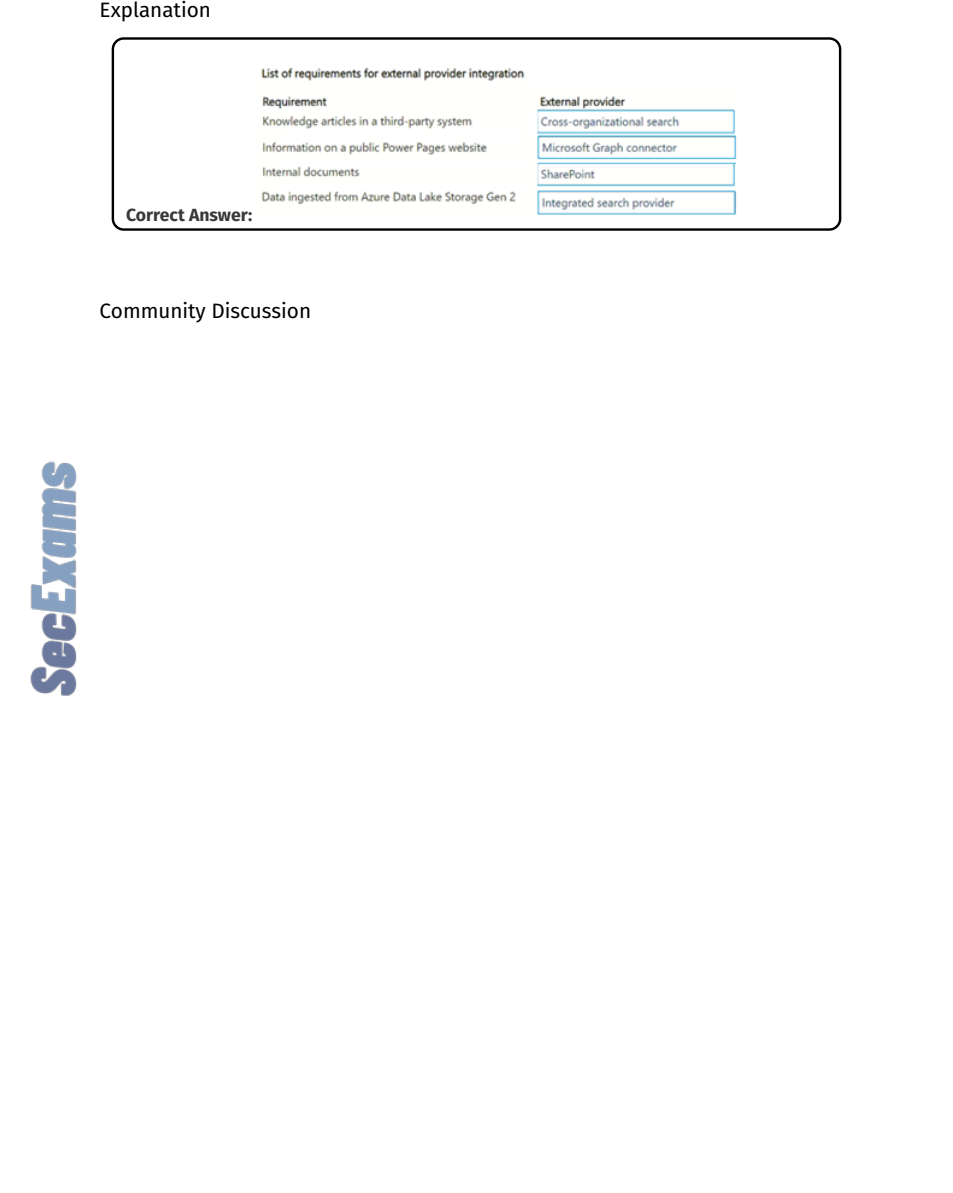 Explanation
List of requirements for external provider integration
Requirement External provider
Knowledge articles in a third-party system Cross-organizational search
Information on a public Power Pages website Microsoft Graph connector
Internal documents SharePoint
Data ingested from Azure Data Lake Storage Gen 2 Integrated search provider
Correct Answer:
Community Discussion
SecExams